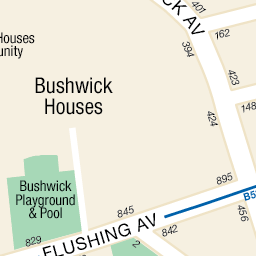 401
CK AV
162
394
Houses
unity
Bushwick
Houses
423
148
424
Bushwick
Playground
& Pool
895
B5
845
456
842
829
FLUSHING AV
2